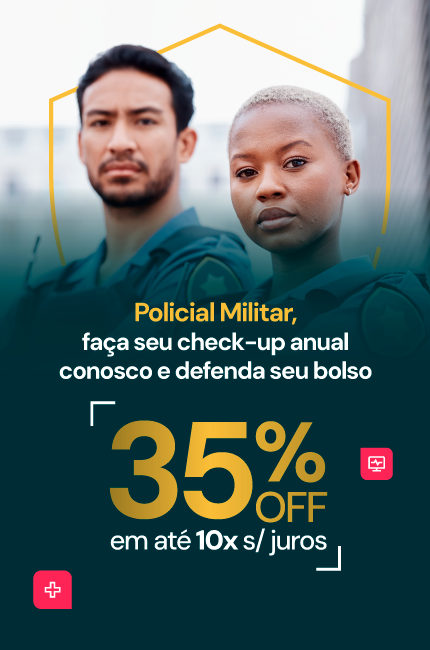 Policial Militar,
faça seu check-up anual
conosco e defenda seu bolso
35%
OFF
em até 10x s/ juros